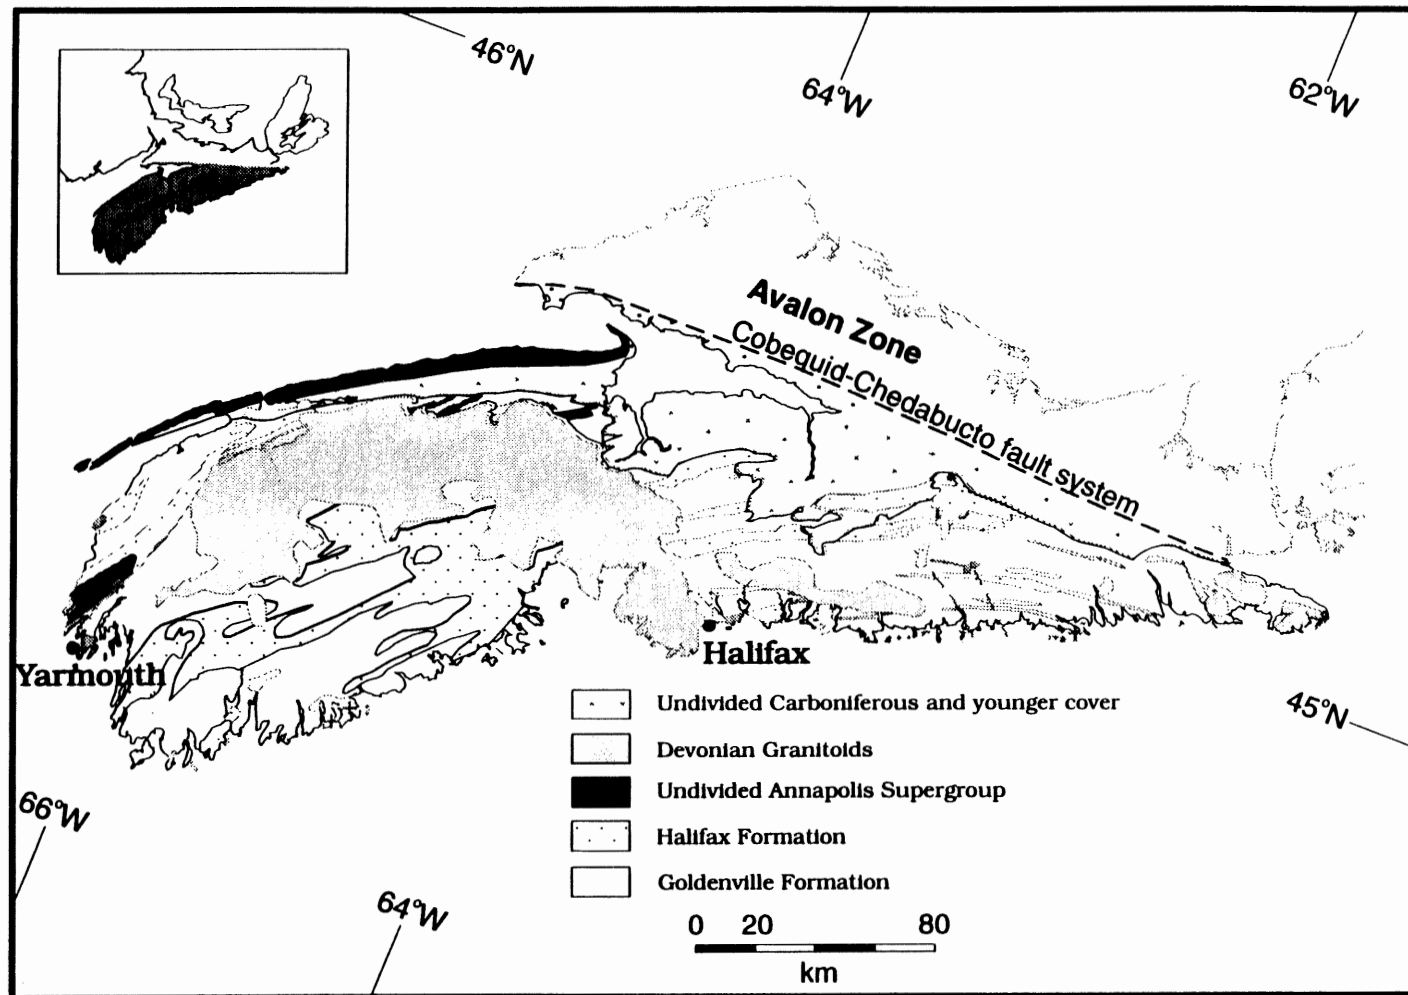 46°N
64°W
62°W
Avalon Zone
Cobequid-Chedabucto fault system
Halifax
Yarmouth
Undivided Carboniferous and younger cover
45°N
Devonian Granitoids
Undivided Annapolis Supergroup
66°W
Halifax Formation
Goldenville Formation
64°W
0 20 80
km